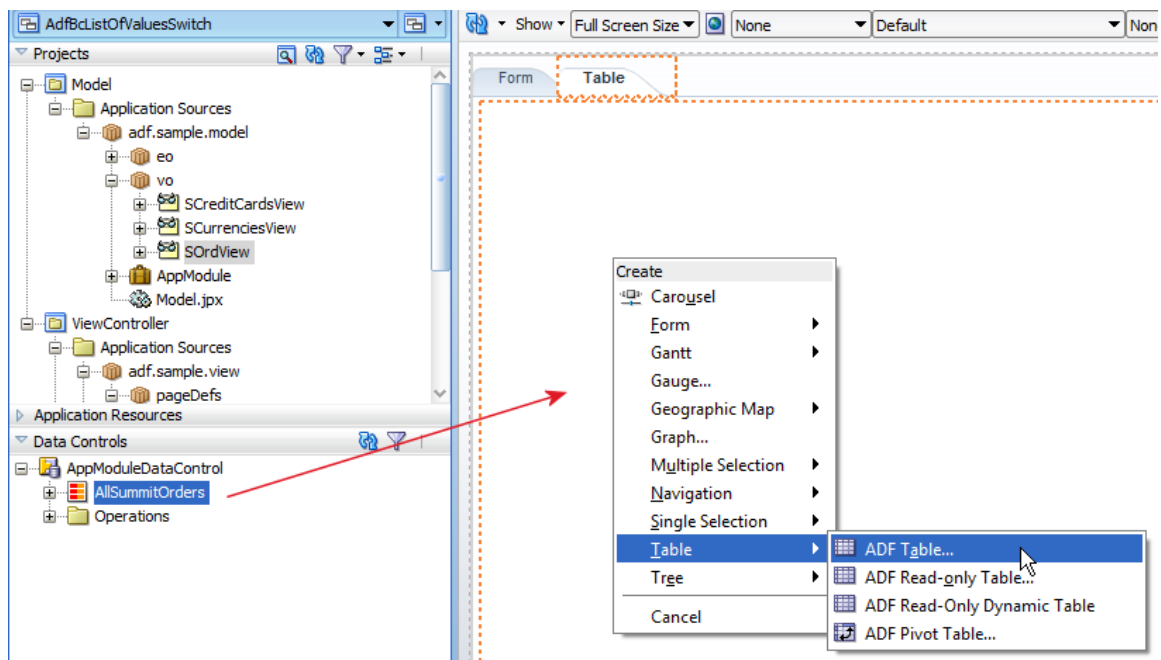 AdfBcListOfValuesSwitch
Show Full Screen Size None Default Non
Projects
Model
Application Sources
adf.sample.model
eo
vo
SCreditCardsView
SCurrenciesView
SOrdView
AppModule
Model.jpx
ViewController
Application Sources
adf.sample.view
pageDefs
Application Resources
Data Controls
AppModuleDataControl
AllSummitOrders
Operations
Form Table
Create
Carousel
Form
Gantt
Gauge...
Geographic Map
Graph...
Multiple Selection
Navigation
Single Selection
Table
Tree
Cancel
ADF Table...
ADF Read-only Table...
ADF Read-Only Dynamic Table
ADF Pivot Table...